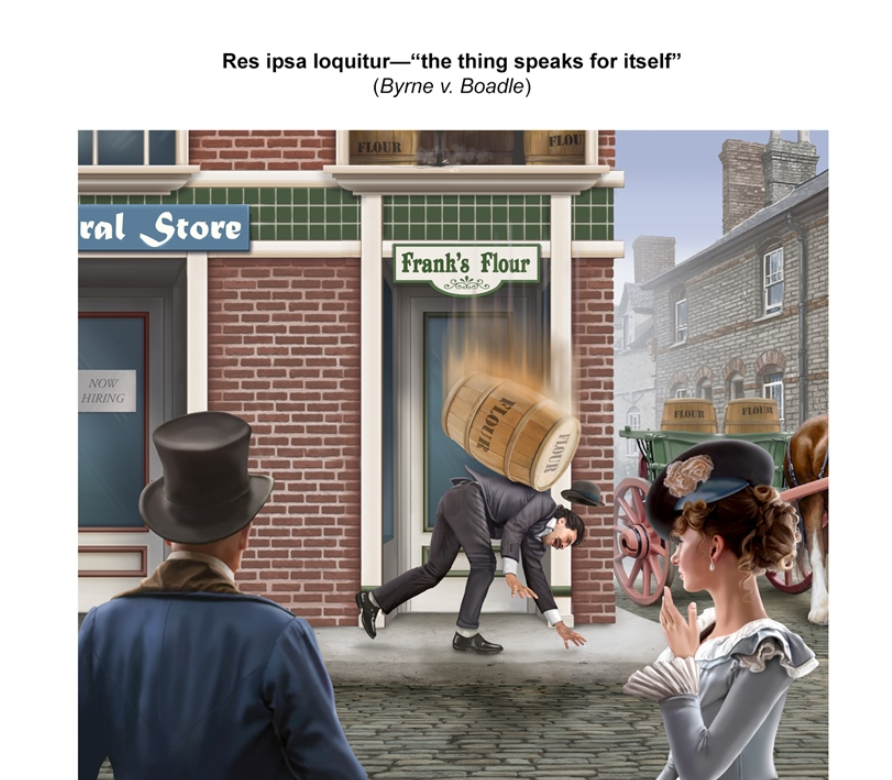 Res ipsa loquitur—“the thing speaks for itself”
(Byrne v. Boadle)
FLOUR
FLOU
ral Store
Frank's Flour
NOW
HIRING
FLOUR
FLOUR
FLOUR
FLOUR